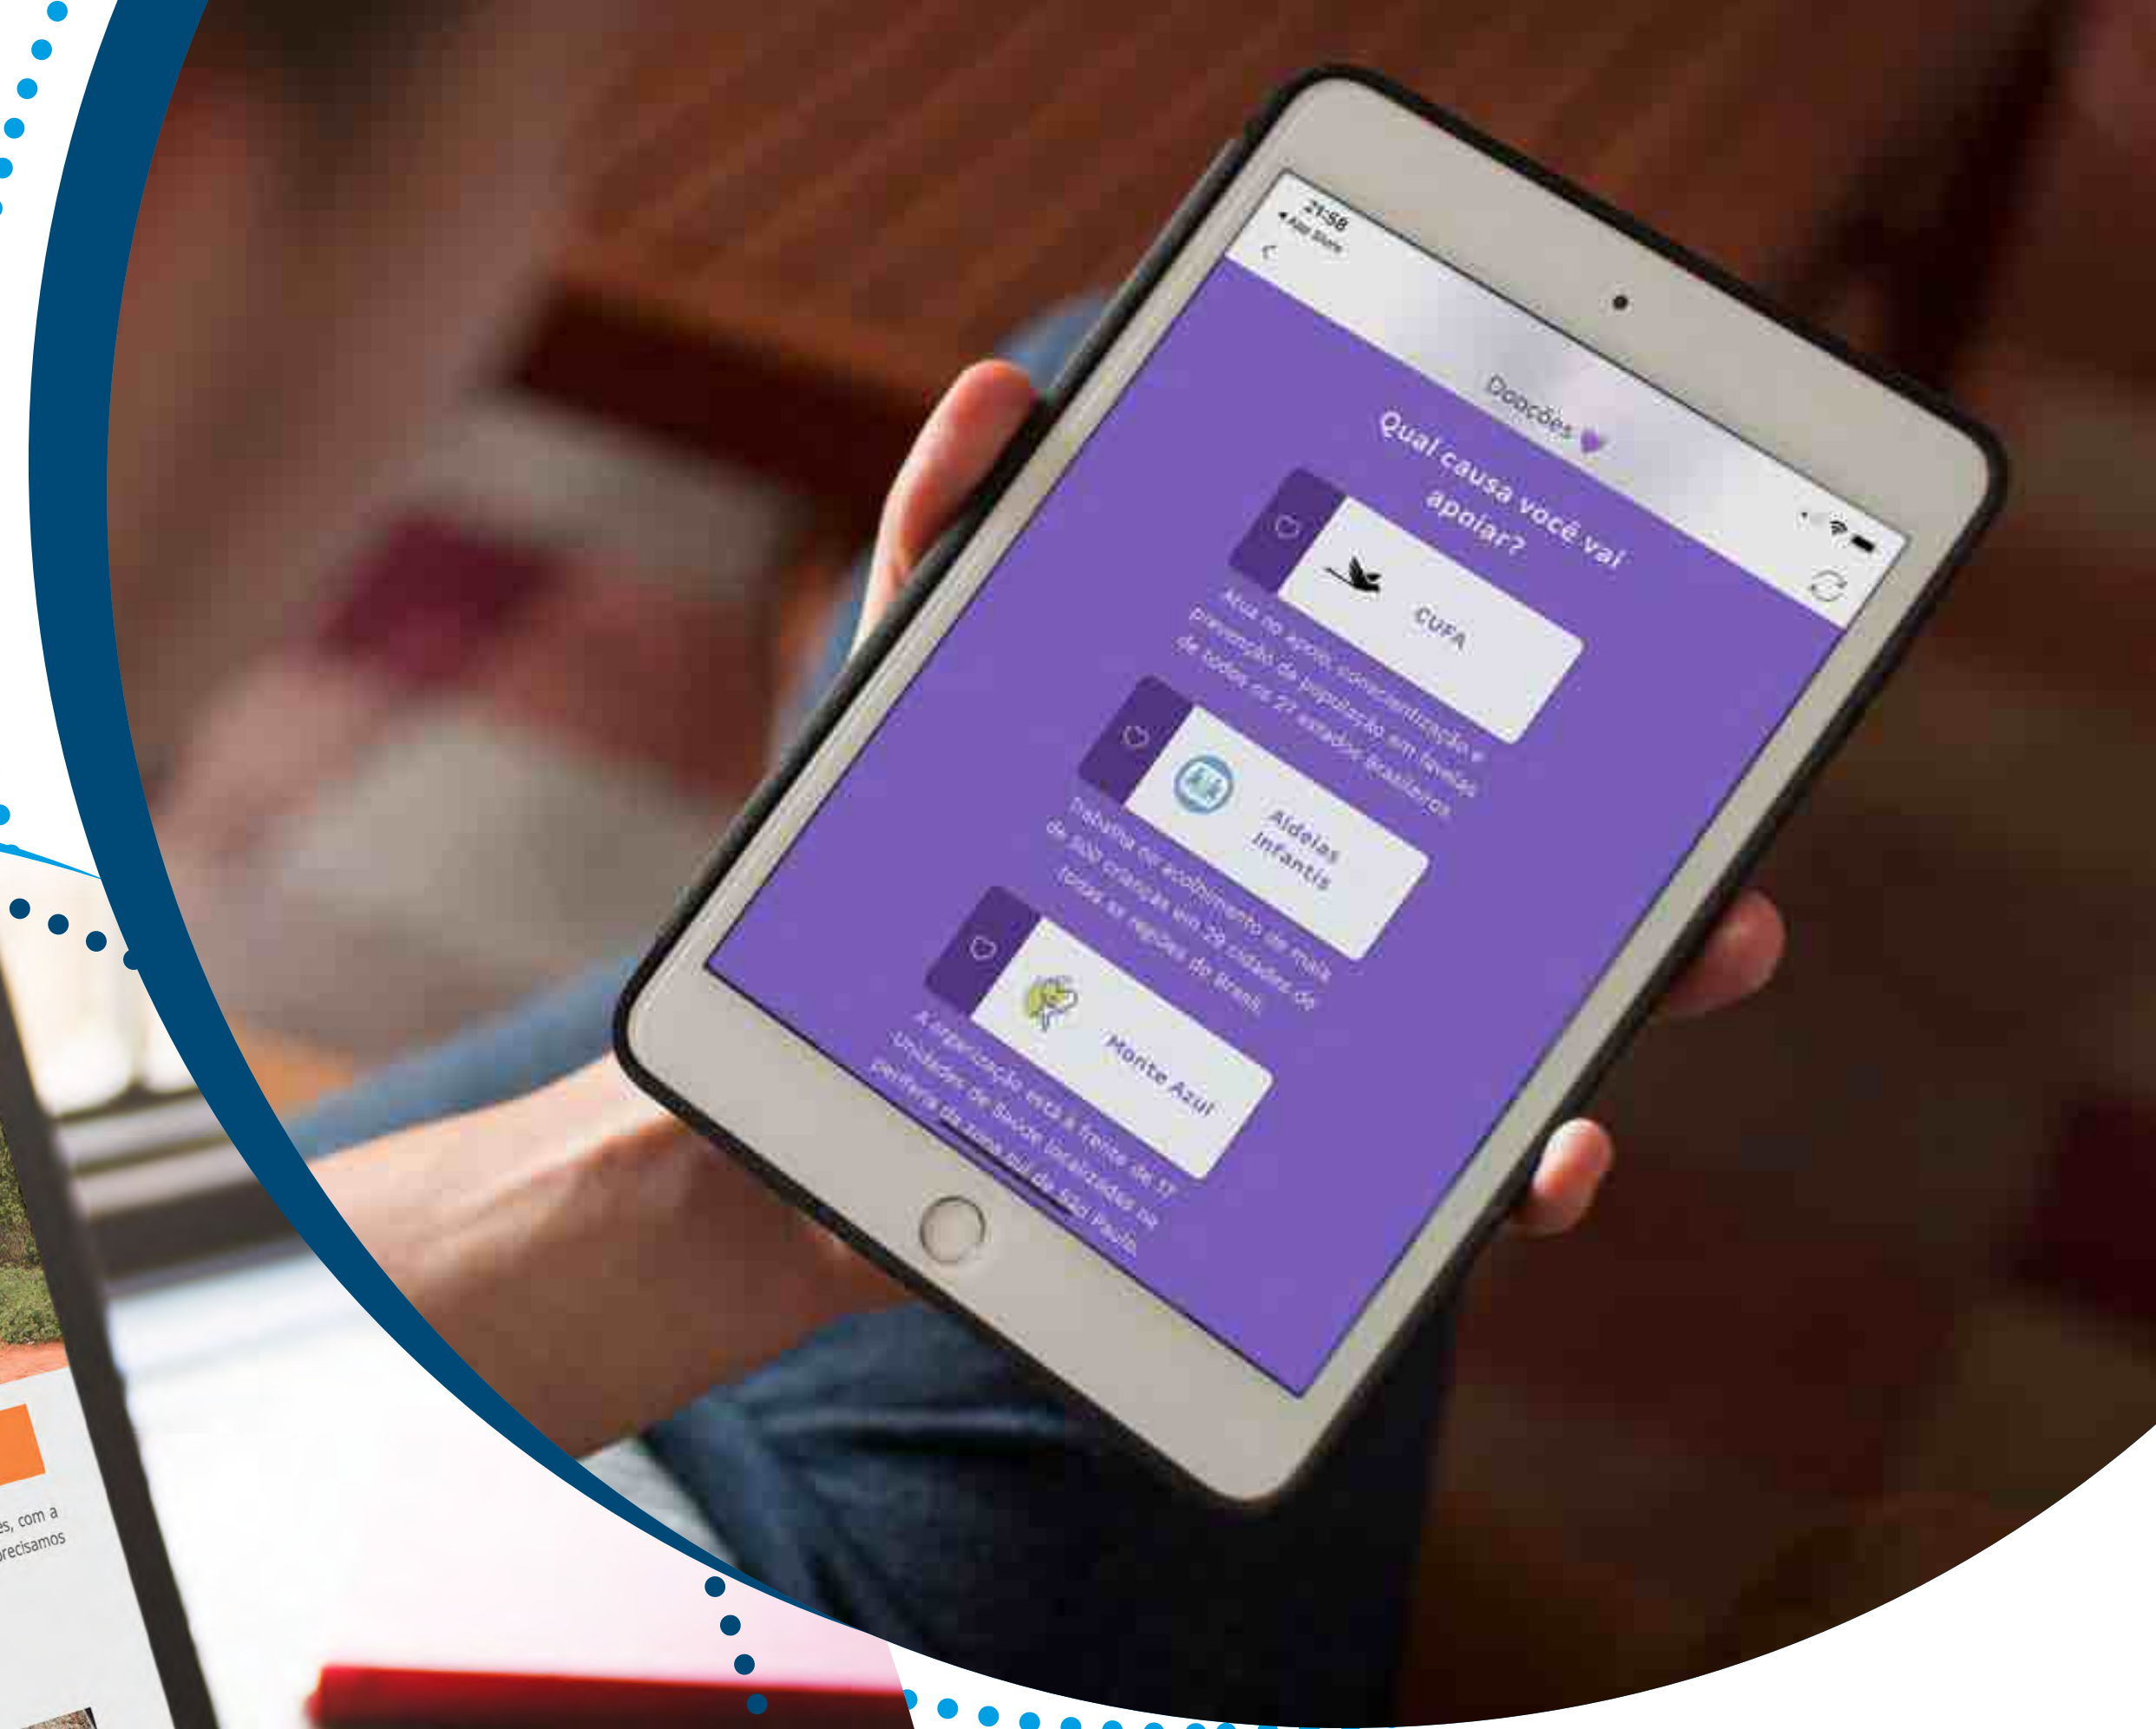 21:58
App Store
Doações
Qual causa você vai
apoiar?
CUFA
Atua no apoio, conscientização e
prevenção da população em favelas
de todos os 27 estados brasileiros.
Aldeias
Infantis
Trabalha no acolhimento de mais
de 500 crianças em 29 cidades de
todas as regiões do Brasil.
Monte Azul
A organização está à frente de 17
Unidades de Saúde localizadas na
periferia da zona sul de São Paulo.
com a